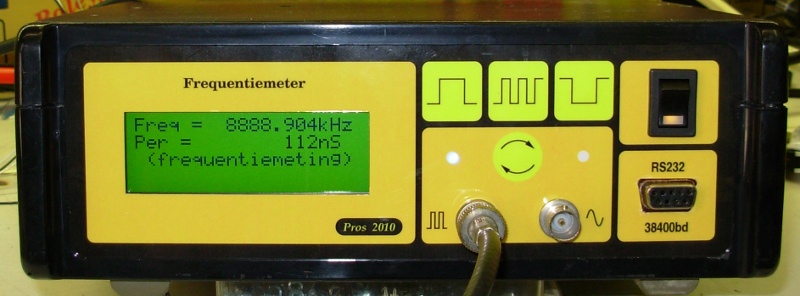 Frequentiemeter
Freq = 8888.904kHz
Per = 112nS
(frequentiemeting)
Pros 2010
RS232
38400bd